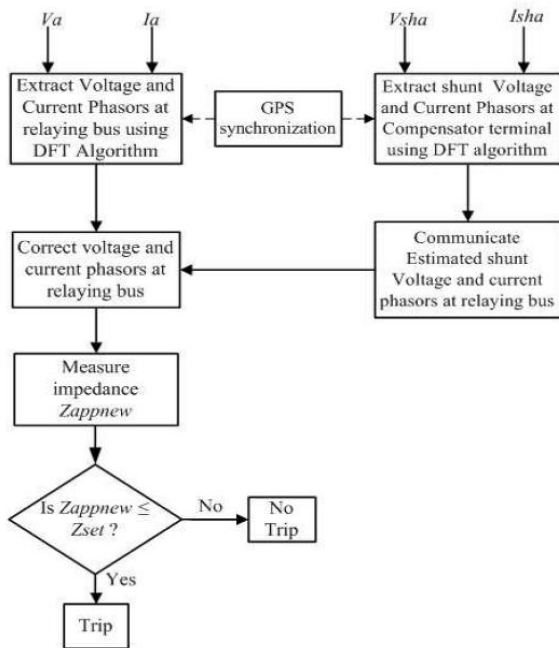 Va
Ia
Vsha
Isha
Extract Voltage and
Current Phasors at
relaying bus using
DFT Algorithm
GPS
synchronization
Extract shunt Voltage
and Current Phasors at
Compensator terminal
using DFT algorithm
Correct voltage and
current phasors at
relaying bus
Communicate
Estimated shunt
Voltage and current
phasors at relaying bus
Measure
impedance
Zappnew
Is Zappnew ≤
Zset ?
No
No
Trip
Yes
Trip